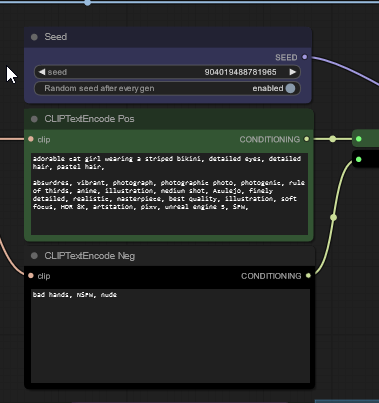 Seed
SEED
seed 904019488781965
Random seed after every gen enabled
CLIPTextEncode Pos
clip CONDITIONING
adorable cat girl wearing a striped bikini, detailed eyes, detailed
hair, pastel hair,
absurdres, vibrant, photograph, photographic photo, photogenic, rule
of thirds, anime, illustration, modern, Azulejo, finely
detailed, realistic, masterpiece, best quality, illustration, soft
focus, HDR 8K, artstation, pixv, unreal engine 5, SFW,
CLIPTextEncode Neg
clip CONDITIONING
bad hands, NSFW, nude